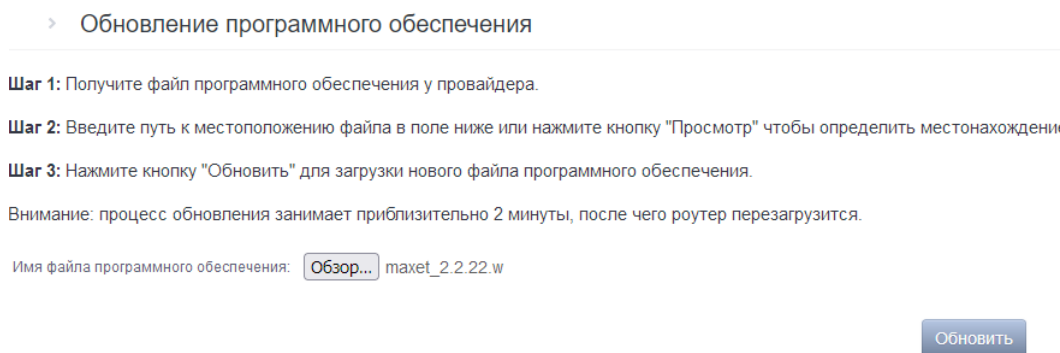 Обновление программного обеспечения
Шаг 1: Получите файл программного обеспечения у провайдера.
Шаг 2: Введите путь к местоположению файла в поле ниже или нажмите кнопку "Просмотр" чтобы определить местонахождени
Шаг 3: Нажмите кнопку "Обновить" для загрузки нового файла программного обеспечения.
Внимание: процесс обновления занимает приблизительно 2 минуты, после чего роутер перезагрузится.
Имя файла программного обеспечения: Обзор... maxet_2.2.22.w
Обновить